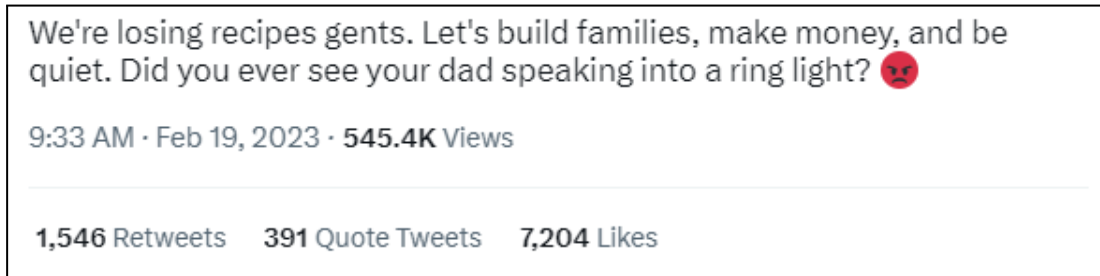 We're losing recipes gents. Let's build families, make money, and be
quiet. Did you ever see your dad speaking into a ring light? 😡
9:33 AM · Feb 19, 2023 · 545.4K Views
1,546 Retweets 391 Quote Tweets 7,204 Likes